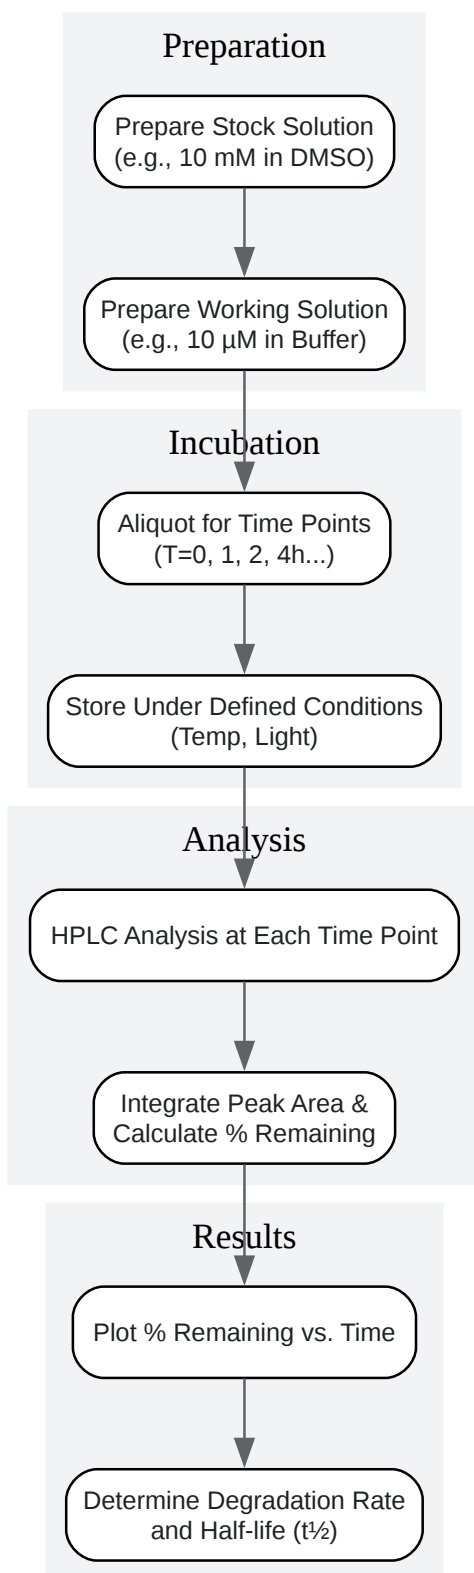 Preparation
Prepare Stock Solution
(e.g., 10 mM in DMSO)
Prepare Working Solution
(e.g., 10 µM in Buffer)
Incubation
Aliquot for Time Points
(T=0, 1, 2, 4h...)
Store Under Defined Conditions
(Temp, Light)
Analysis
HPLC Analysis at Each Time Point
Integrate Peak Area &
Calculate % Remaining
Results
Plot % Remaining vs. Time
Determine Degradation Rate
and Half-life (t½)